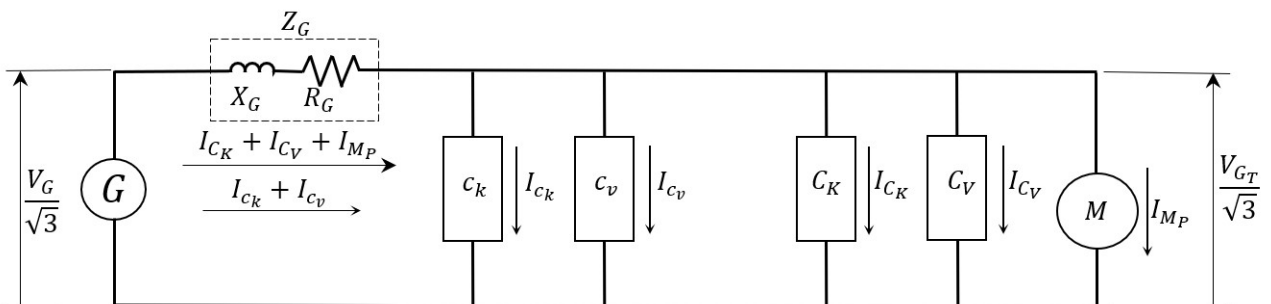 Z_G
X_G R_G
I_{C_K} + I_{C_V} + I_{M_P}
I_{c_k} + I_{c_v}
V_G/√3
G
c_k I_{c_k} c_v I_{c_v} C_K I_{C_K} C_V I_{C_V} M I_{M_P}
V_{G_T}/√3